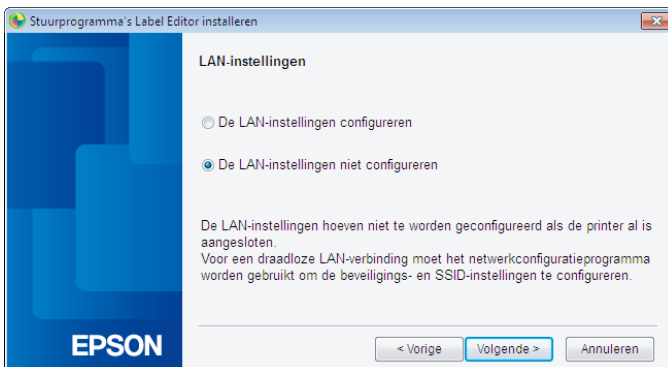 Stuurprogramma's Label Editor installeren
LAN-instellingen
De LAN-instellingen configureren
De LAN-instellingen niet configureren
De LAN-instellingen hoeven niet te worden geconfigureerd als de printer al is
aangesloten.
Voor een draadloze LAN-verbinding moet het netwerkconfiguratieprogramma
worden gebruikt om de beveiligings- en SSID-instellingen te configureren.
EPSON
< Vorige
Volgende >
Annuleren